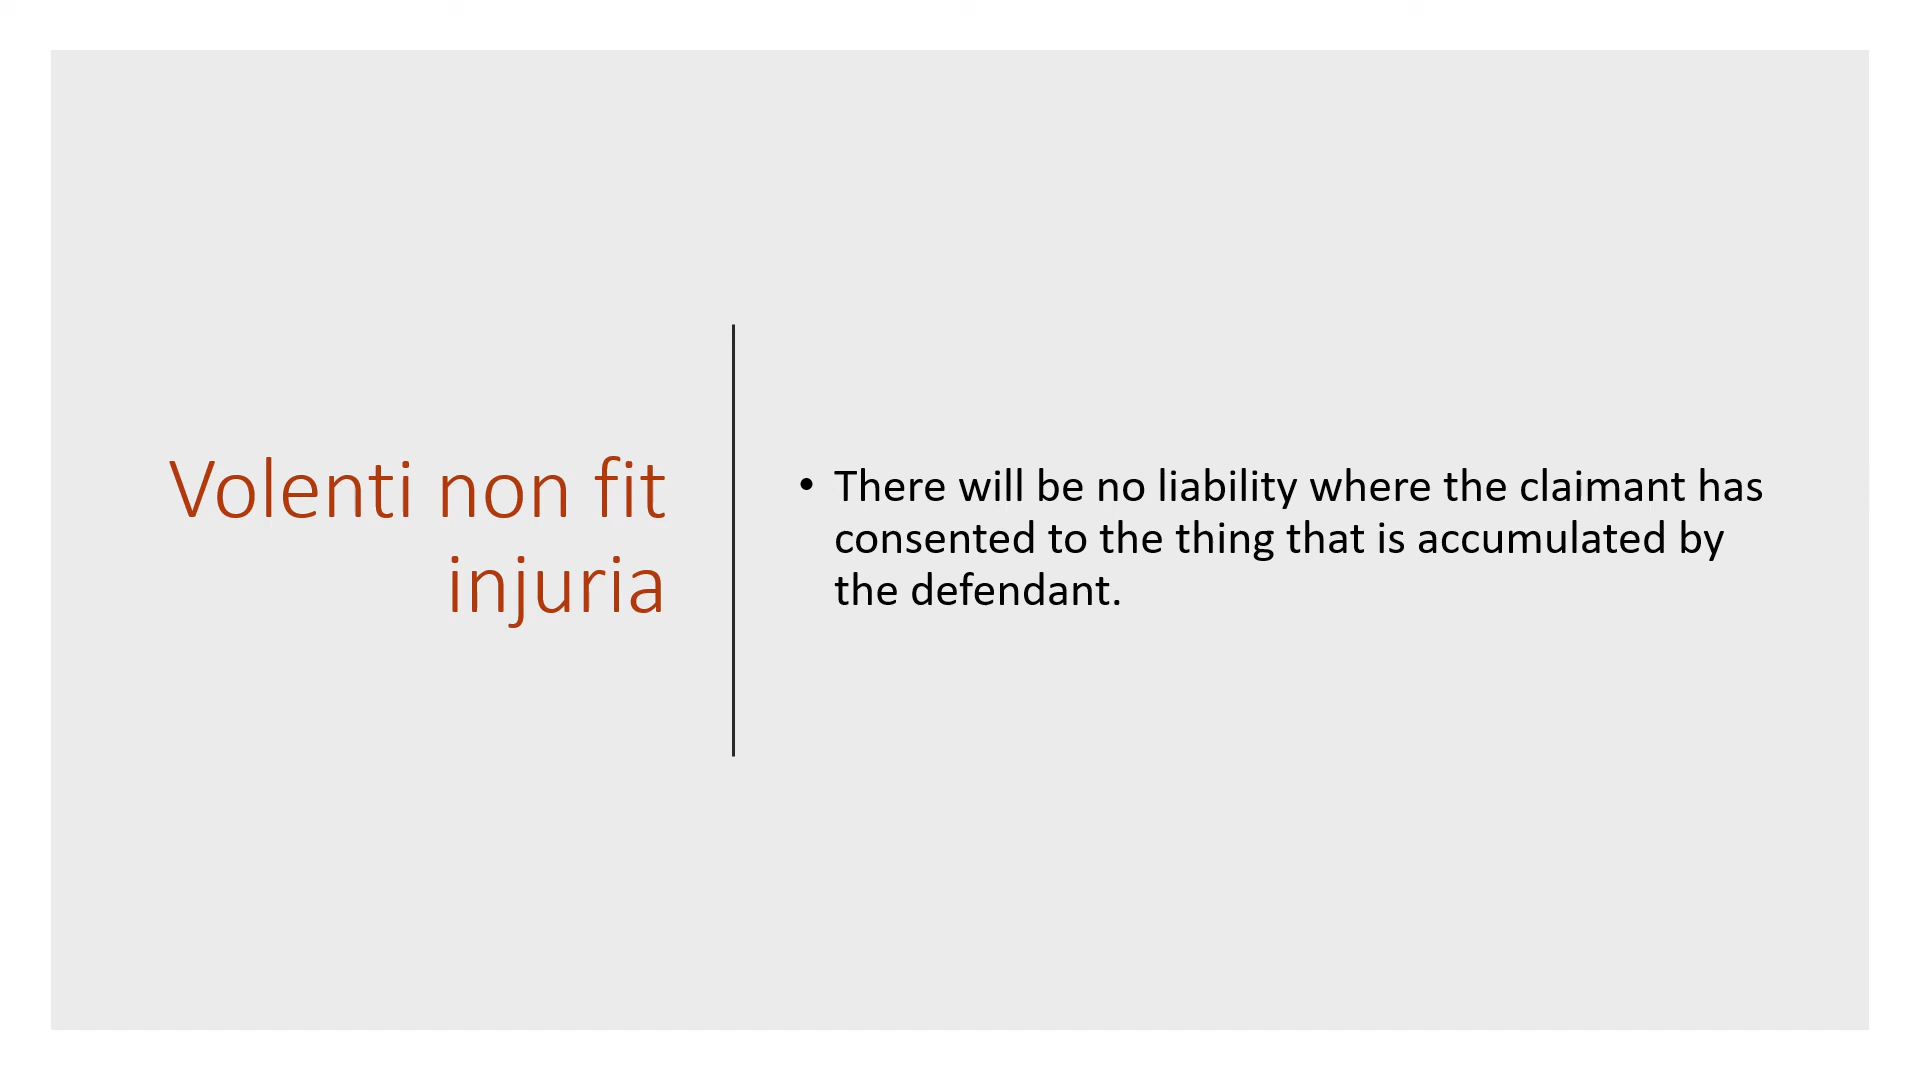 Volenti non fit
injuria
• There will be no liability where the claimant has
consented to the thing that is accumulated by
the defendant.